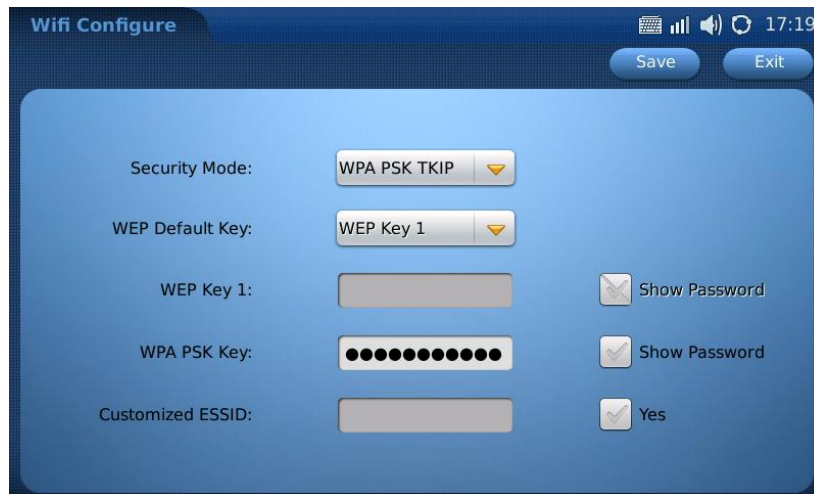 Wifi Configure
17:19
Save
Exit
Security Mode:
WPA PSK TKIP
WEP Default Key:
WEP Key 1
WEP Key 1:
Show Password
WPA PSK Key:
●●●●●●●●●●●
Show Password
Customized ESSID:
Yes